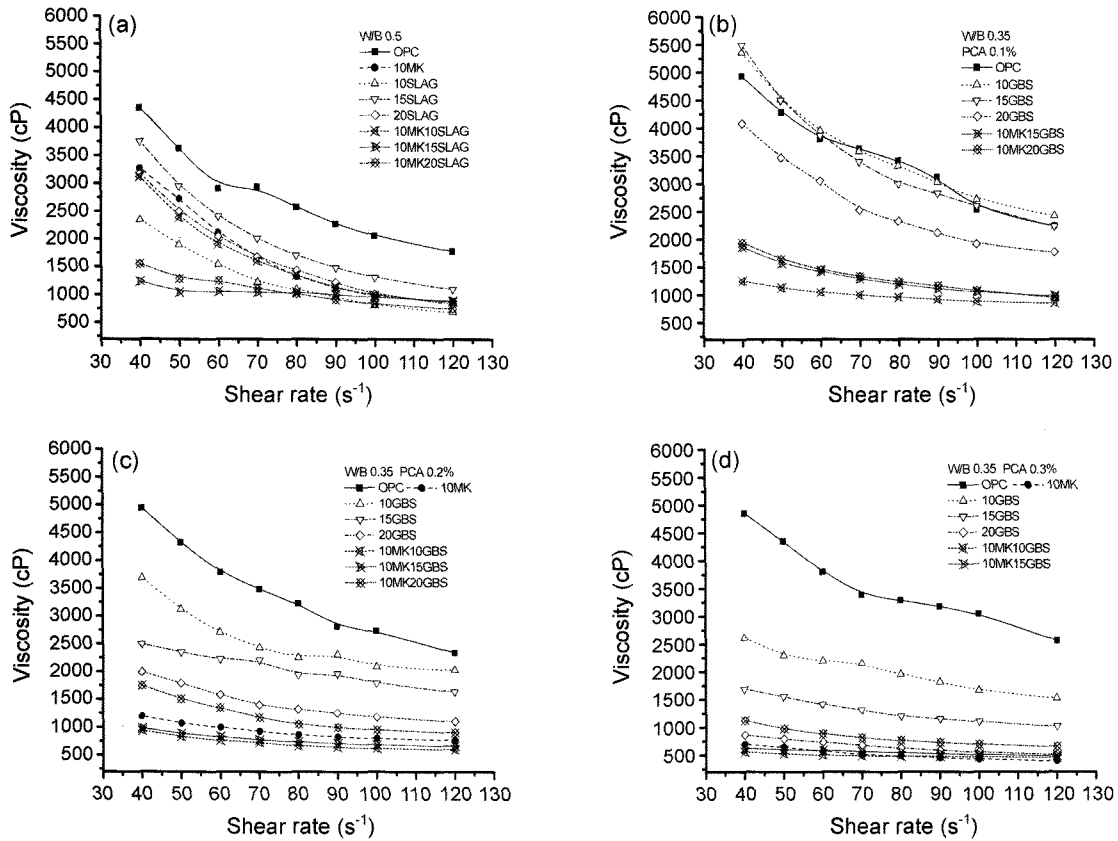 (a)
W/B 0.5
OPC
10MK
10SLAG
15SLAG
20SLAG
10MK10SLAG
10MK15SLAG
10MK20SLAG
6000
5500
5000
4500
4000
3500
3000
2500
2000
1500
1000
500
Viscosity (cP)
30 40 50 60 70 80 90 100 110 120 130
Shear rate (s⁻¹)
(b)
W/B 0.35
PCA 0.1%
OPC
10GBS
15GBS
20GBS
10MK15GBS
10MK20GBS
6000
5500
5000
4500
4000
3500
3000
2500
2000
1500
1000
500
Viscosity (cP)
30 40 50 60 70 80 90 100 110 120 130
Shear rate (s⁻¹)
(c)
W/B 0.35 PCA 0.2%
OPC 10MK
10GBS
15GBS
20GBS
10MK10GBS
10MK15GBS
10MK20GBS
6000
5500
5000
4500
4000
3500
3000
2500
2000
1500
1000
500
Viscosity (cP)
30 40 50 60 70 80 90 100 110 120 130
Shear rate (s⁻¹)
(d)
W/B 0.35 PCA 0.3%
OPC 10MK
10GBS
15GBS
20GBS
10MK10GBS
10MK15GBS
6000
5500
5000
4500
4000
3500
3000
2500
2000
1500
1000
500
Viscosity (cP)
30 40 50 60 70 80 90 100 110 120 130
Shear rate (s⁻¹)